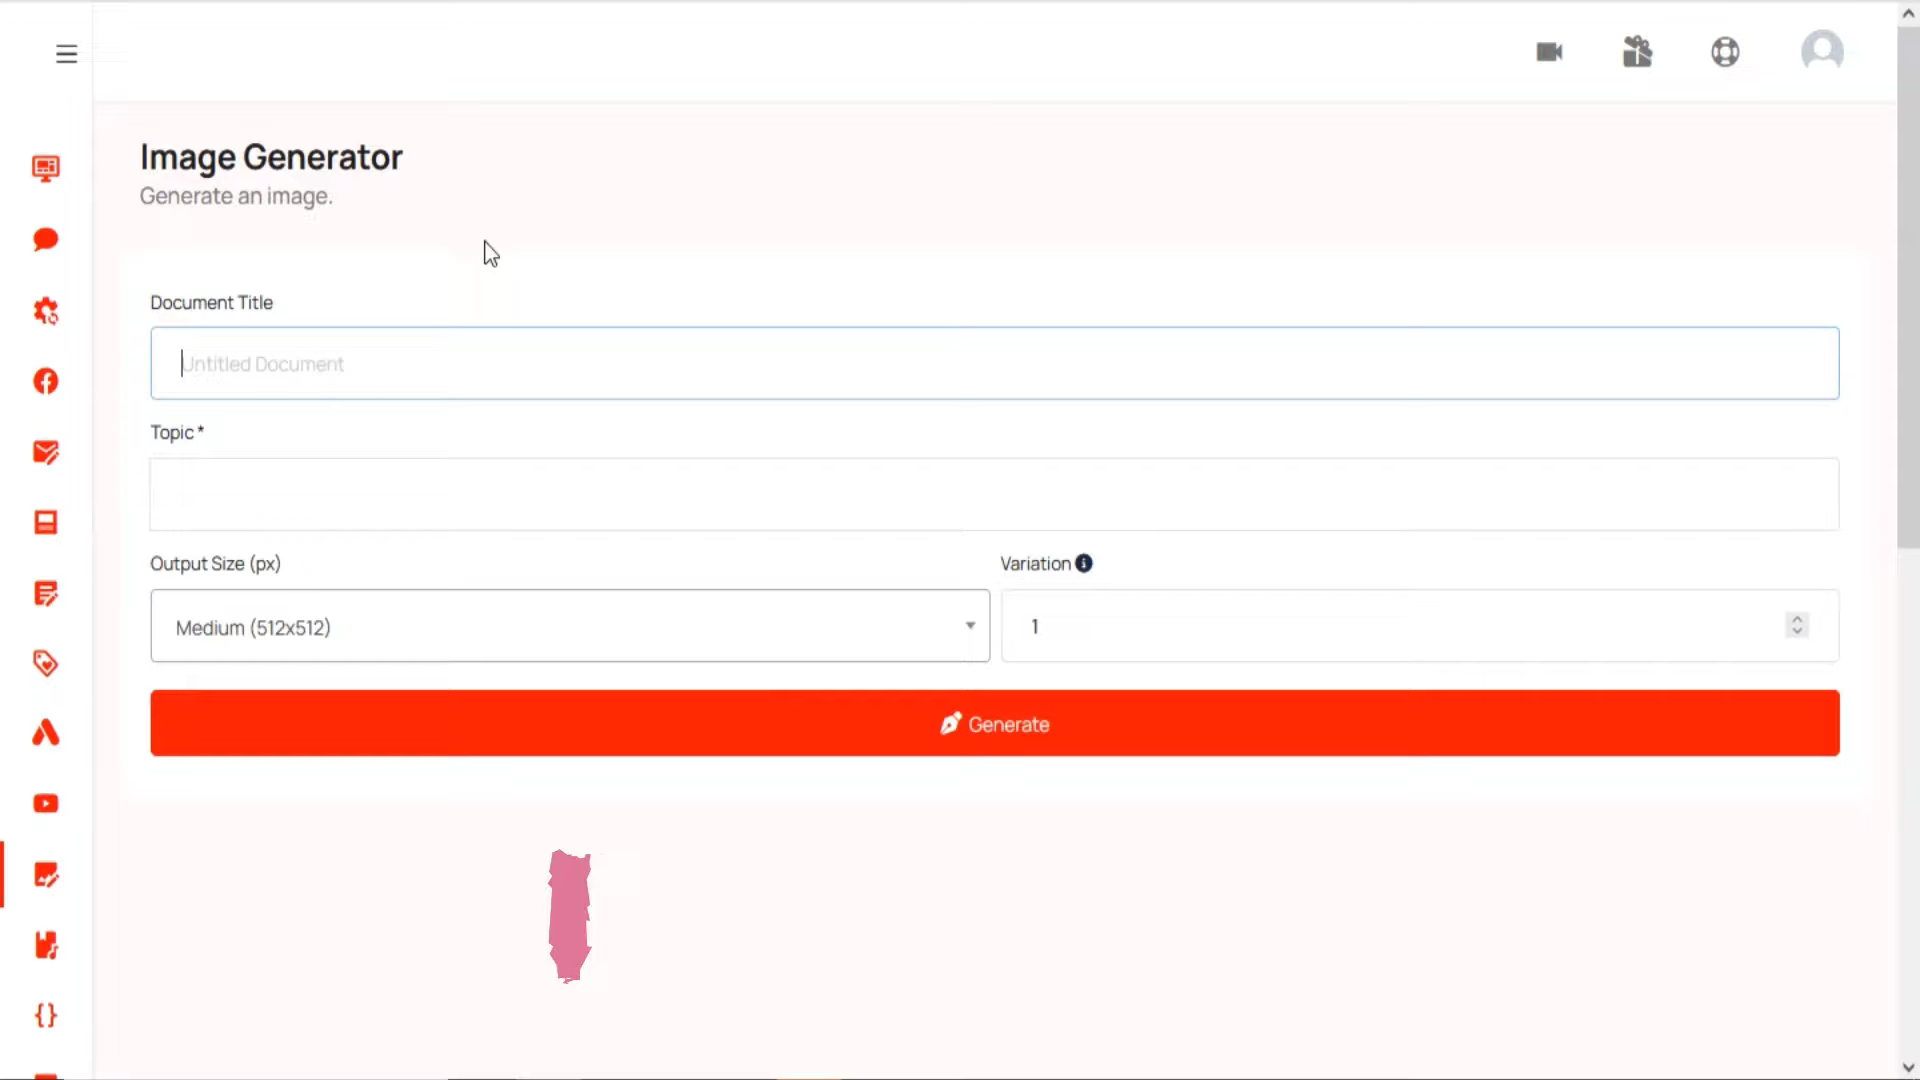 Image Generator
Generate an image.
Document Title
Untitled Document
Topic *
Output Size (px)
Variation
Medium (512x512)
1
Generate